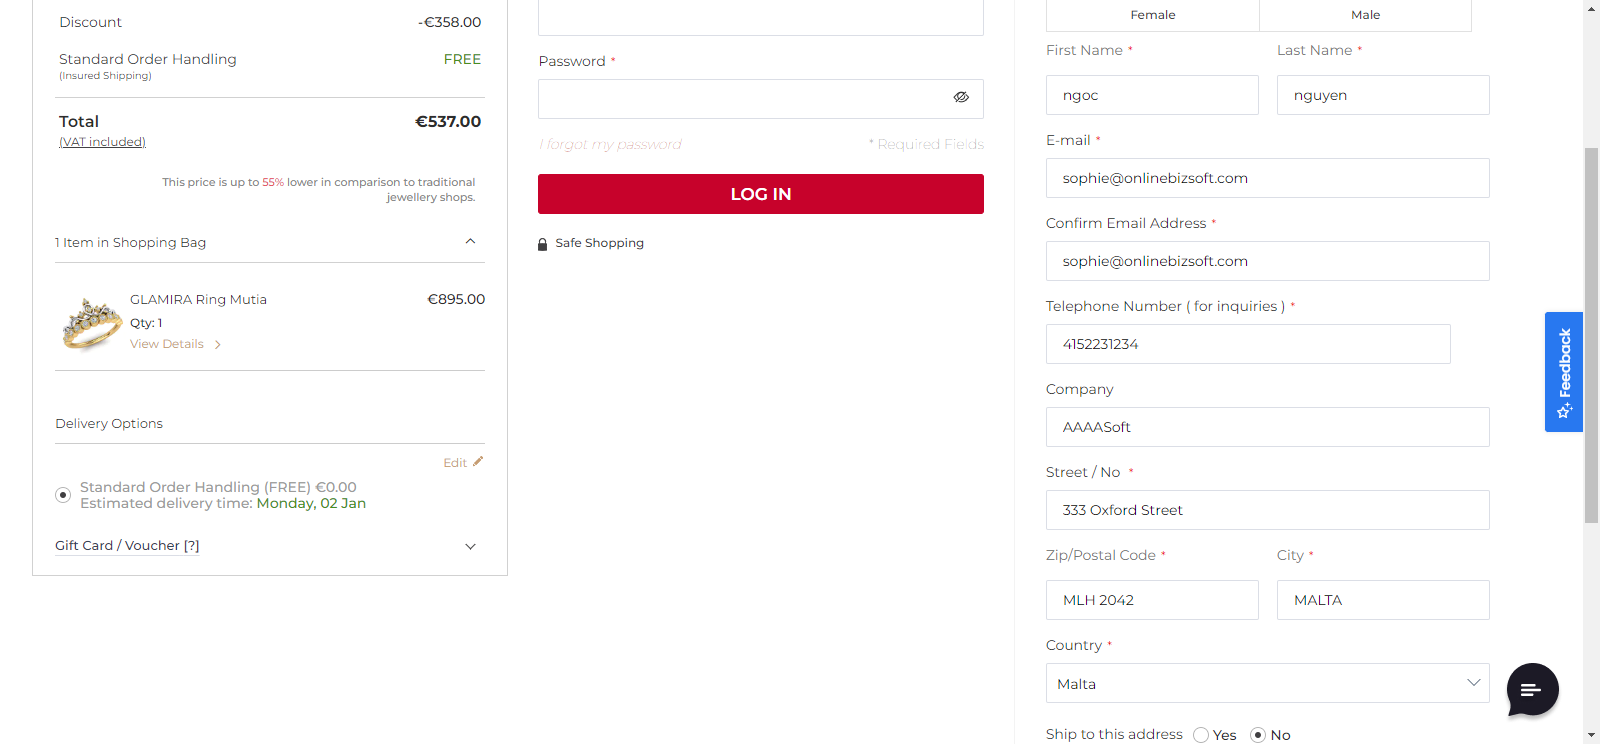 Discount -€358.00
Standard Order Handling FREE
(Insured Shipping)
Total €537.00
(VAT included)
This price is up to 55% lower in comparison to traditional
jewellery shops.
1 Item in Shopping Bag
GLAMIRA Ring Mutia €895.00
Qty: 1
View Details
Delivery Options
Edit
Standard Order Handling (FREE) €0.00
Estimated delivery time: Monday, 02 Jan
Gift Card / Voucher [?]
Password *
I forgot my password * Required Fields
LOG IN
Safe Shopping
Female Male
First Name * Last Name *
ngoc nguyen
E-mail *
sophie@onlinebizsoft.com
Confirm Email Address *
sophie@onlinebizsoft.com
Telephone Number ( for inquiries ) *
4152231234
Company
AAAASoft
Street / No *
333 Oxford Street
Zip/Postal Code * City *
MLH 2042 MALTA
Country *
Malta
Ship to this address Yes No
Feedback